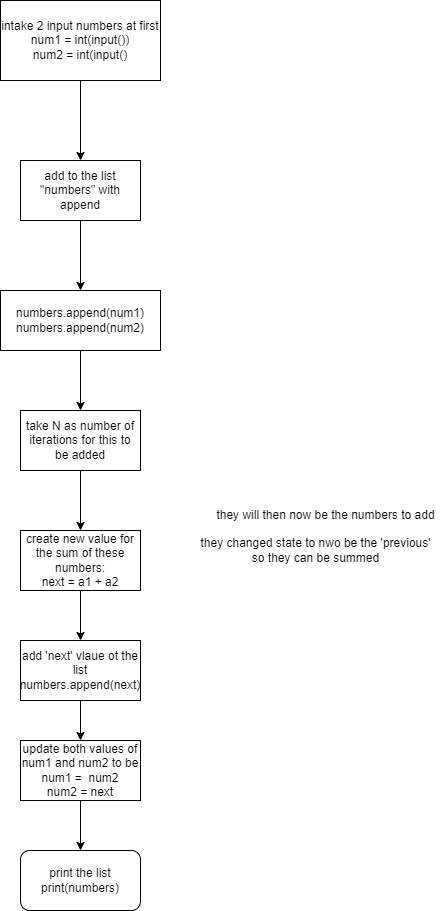 intake 2 input numbers at first
num1 = int(input())
num2 = int(input()
add to the list
"numbers" with
append
numbers.append(num1)
numbers.append(num2)
take N as number of
iterations for this to
be added
they will then now be the numbers to add
create new value for
the sum of these
numbers:
next = a1 + a2
they changed state to nwo be the 'previous'
so they can be summed
add 'next' vlaue ot the
list
numbers.append(next)
update both values of
num1 and num2 to be
num1 =  num2
num2 = next
print the list
print(numbers)